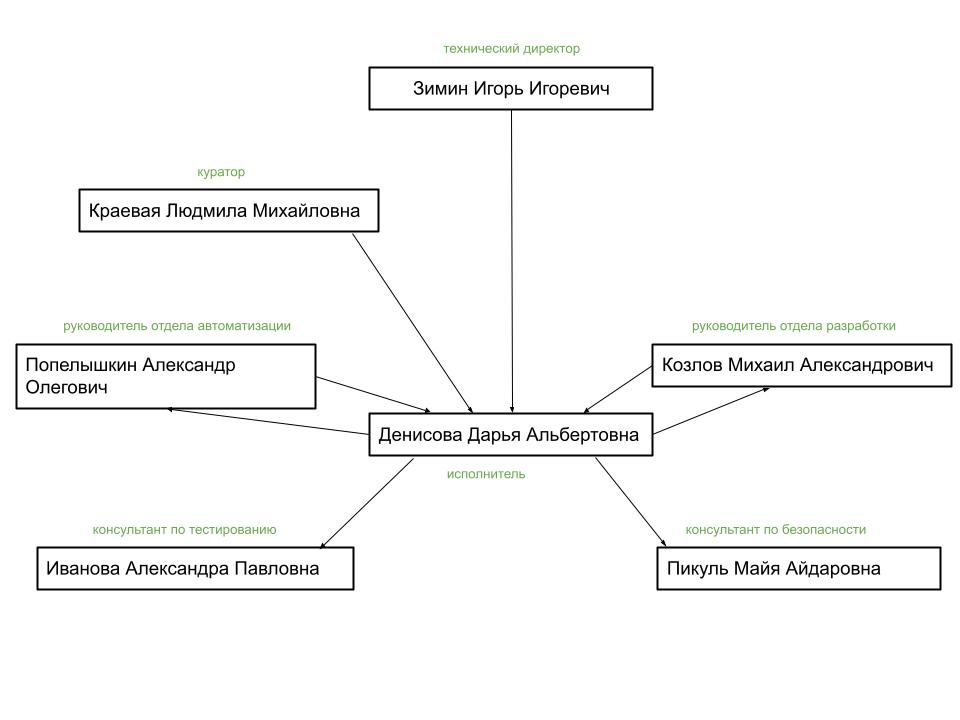 технический директор
Зимин Игорь Игоревич
куратор
Краевая Людмила Михайловна
руководитель отдела автоматизации
Попелышкин Александр
Олегович
руководитель отдела разработки
Козлов Михаил Александрович
Денисова Дарья Альбертовна
исполнитель
консультант по тестированию
Иванова Александра Павловна
консультант по безопасности
Пикуль Майя Айдаровна